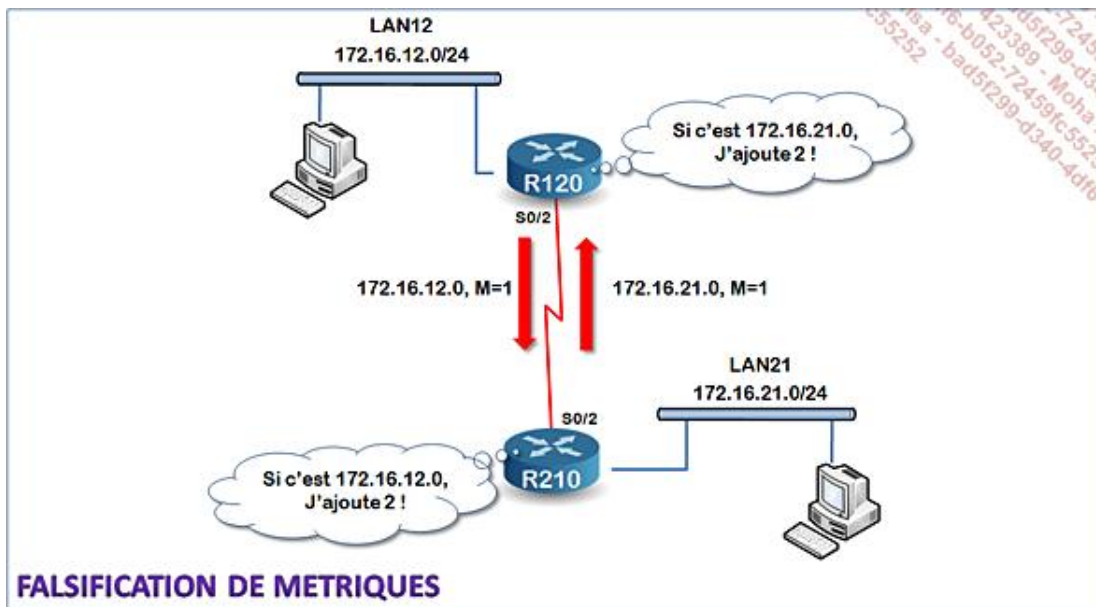 LAN12
172.16.12.0/24
Si c'est 172.16.21.0,
J'ajoute 2 !
R120
S0/2
172.16.12.0, M=1
172.16.21.0, M=1
LAN21
172.16.21.0/24
S0/2
R210
Si c'est 172.16.12.0,
J'ajoute 2 !
FALSIFICATION DE METRIQUES